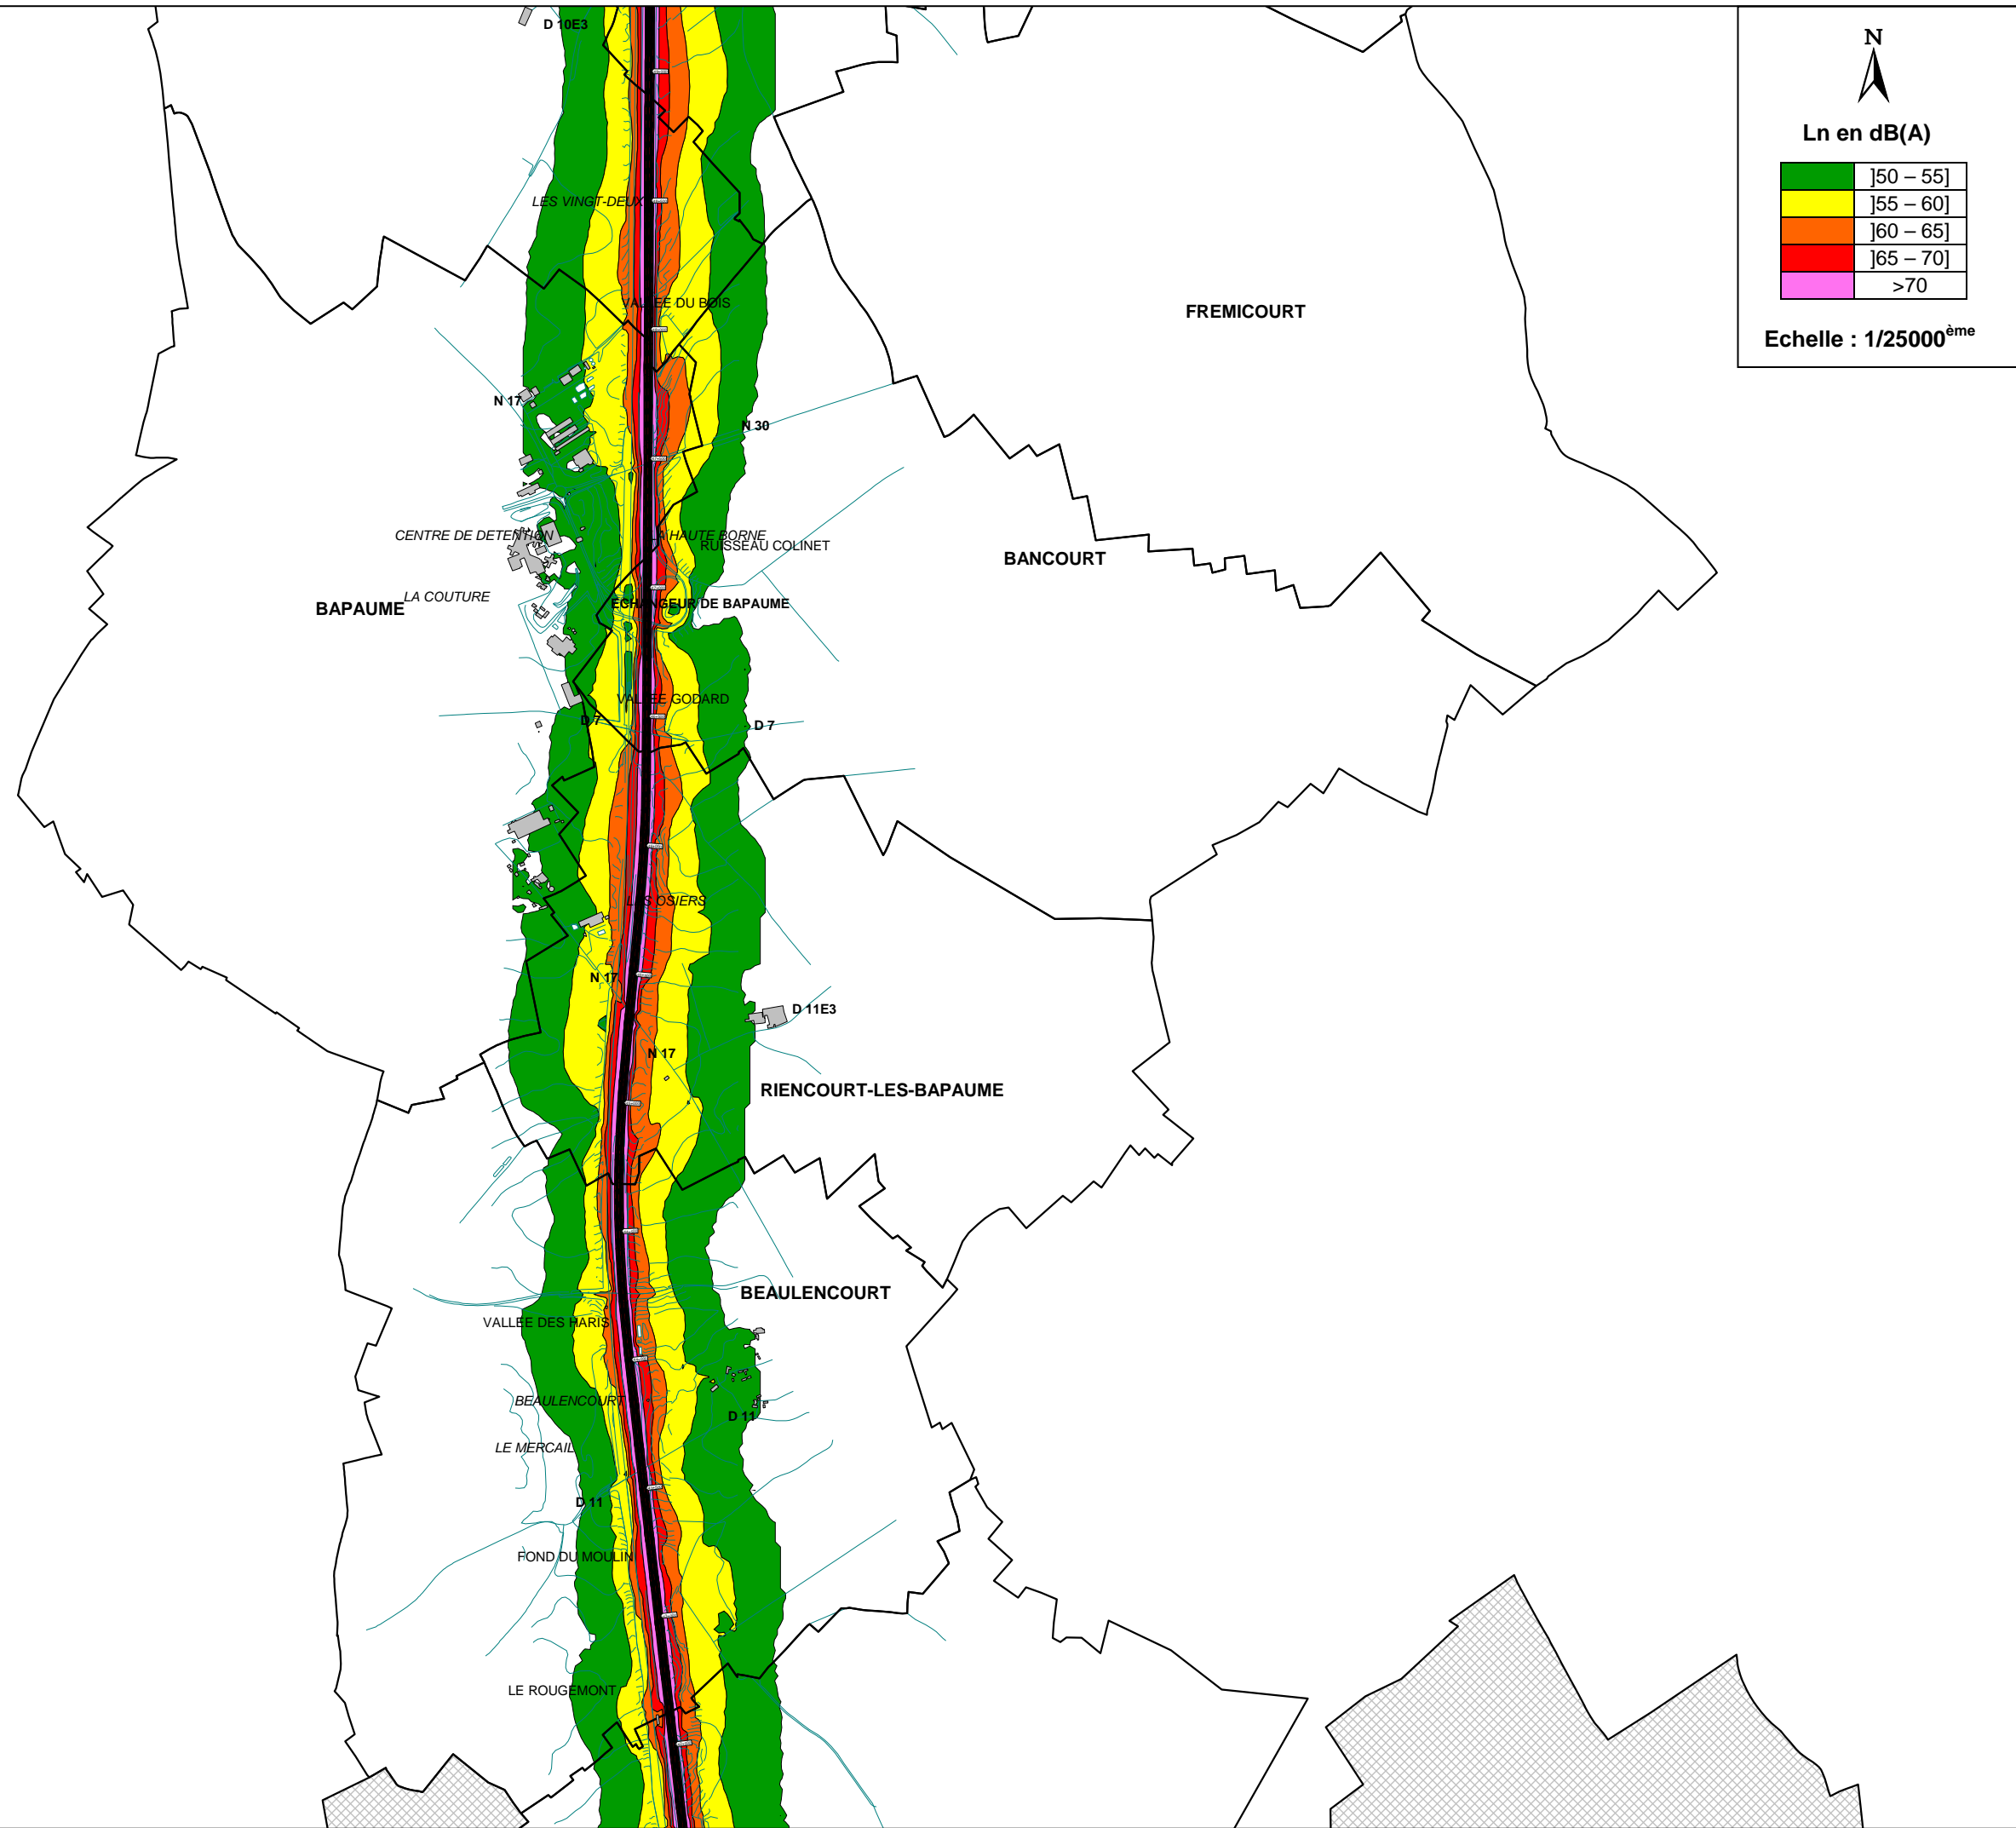 D 10E3
N
Ln en dB(A)
]50 – 55]
]55 – 60]
]60 – 65]
]65 – 70]
>70
Echelle : 1/25000ème
LES VINGT-DEUX
VALLEE DU BOIS
FREMICOURT
N 17
N 30
CENTRE DE DETENTION
LA HAUTE BORNE
RUISSEAU COLINET
BANCOURT
LA COUTURE
BAPAUME
ECHANGEUR DE BAPAUME
VALLEE GODARD
D 7
D 7
LES OSIERS
N 17
D 11E3
N 17
RIENCOURT-LES-BAPAUME
BEAULENCOURT
VALLEE DES HARIS
BEAULENCOURT
D 11
LE MERCAIL
D 11
FOND DU MOULIN
LE ROUGEMONT